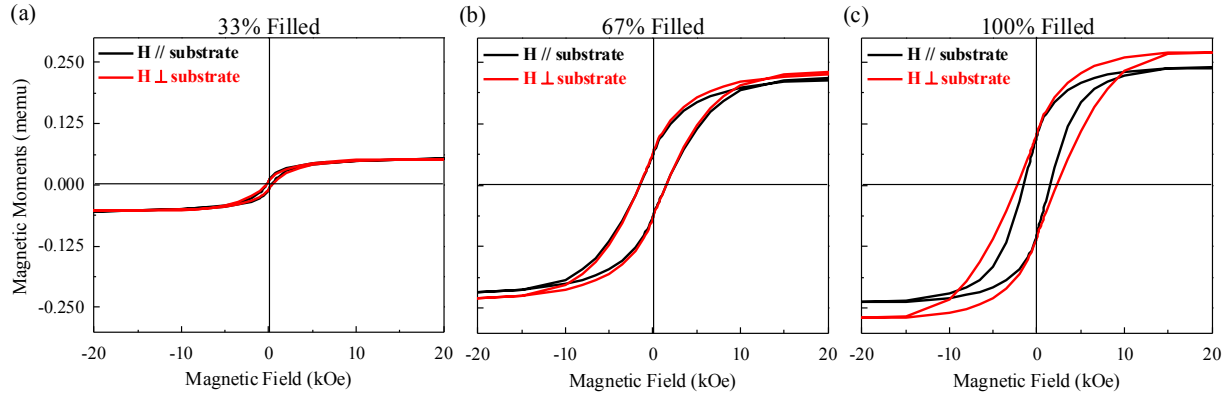 (a)
33% Filled
H // substrate
H ⊥ substrate
0.250
0.125
0.000
-0.125
-0.250
-20
-10
0
10
20
Magnetic Moments (memu)
Magnetic Field (kOe)
(b)
67% Filled
H // substrate
H ⊥ substrate
-20
-10
0
10
20
Magnetic Field (kOe)
(c)
100% Filled
H // substrate
H ⊥ substrate
-20
-10
0
10
20
Magnetic Field (kOe)